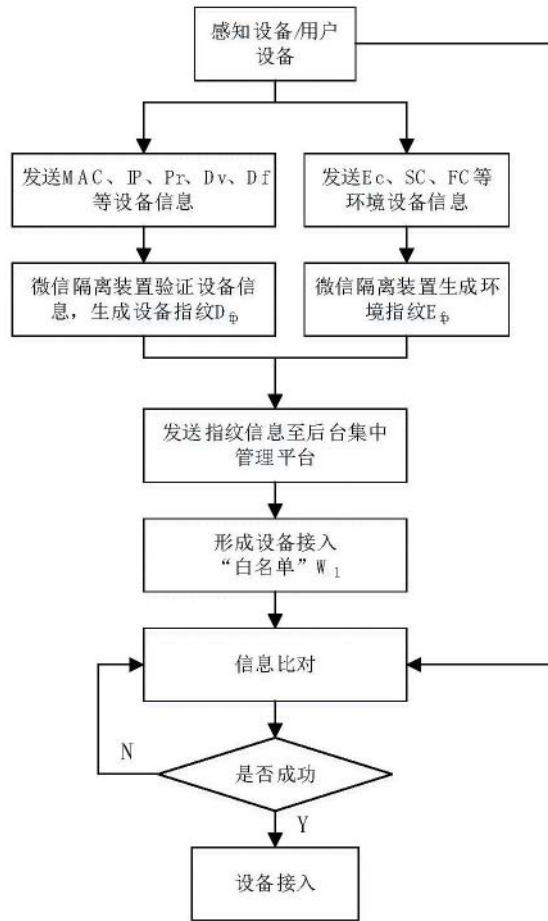 感知设备/用户
设备
发送MAC、IP、Pr、Dv、Df
等设备信息
发送Ec、SC、FC等
环境设备信息
微信隔离装置验证设备信
息，生成设备指纹Dfp
微信隔离装置生成环
境指纹Efp
发送指纹信息至后台集中
管理平台
形成设备接入
“白名单”W1
信息比对
N
是否成功
Y
设备接入